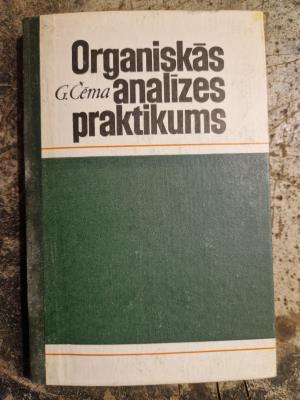 Organiskās
G. Čēma analīzes
praktikums